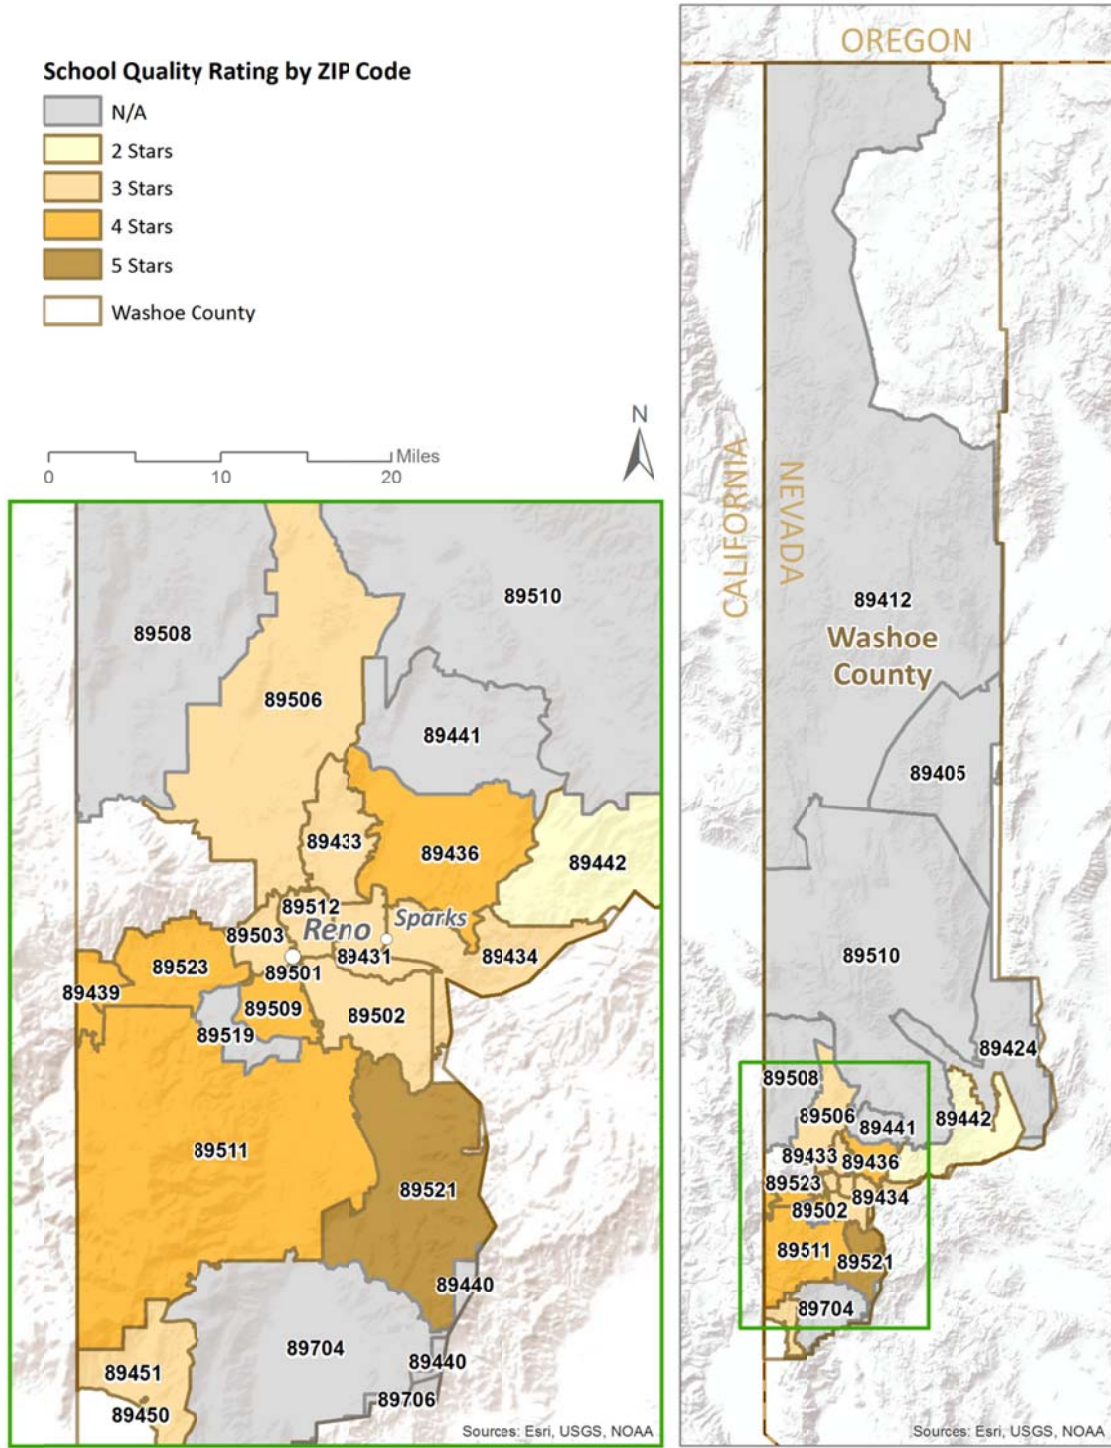 School Quality Rating by ZIP Code
N/A
2 Stars
3 Stars
4 Stars
5 Stars
Washoe County
N
Miles
0 10 20
89508
89510
89506
89441
89433
89436
89442
89512
Reno
Sparks
89503
89431
89434
89523
89501
89439
89509
89502
89519
89511
89521
89440
89704
89440
89451
89706
89450
Sources: Esri, USGS, NOAA
OREGON
CALIFORNIA
NEVADA
89412
Washoe
County
89405
89510
89424
89508
89506
89442
89441
89433
89436
89523
89434
89502
89511
89521
89704
Sources: Esri, USGS, NOAA